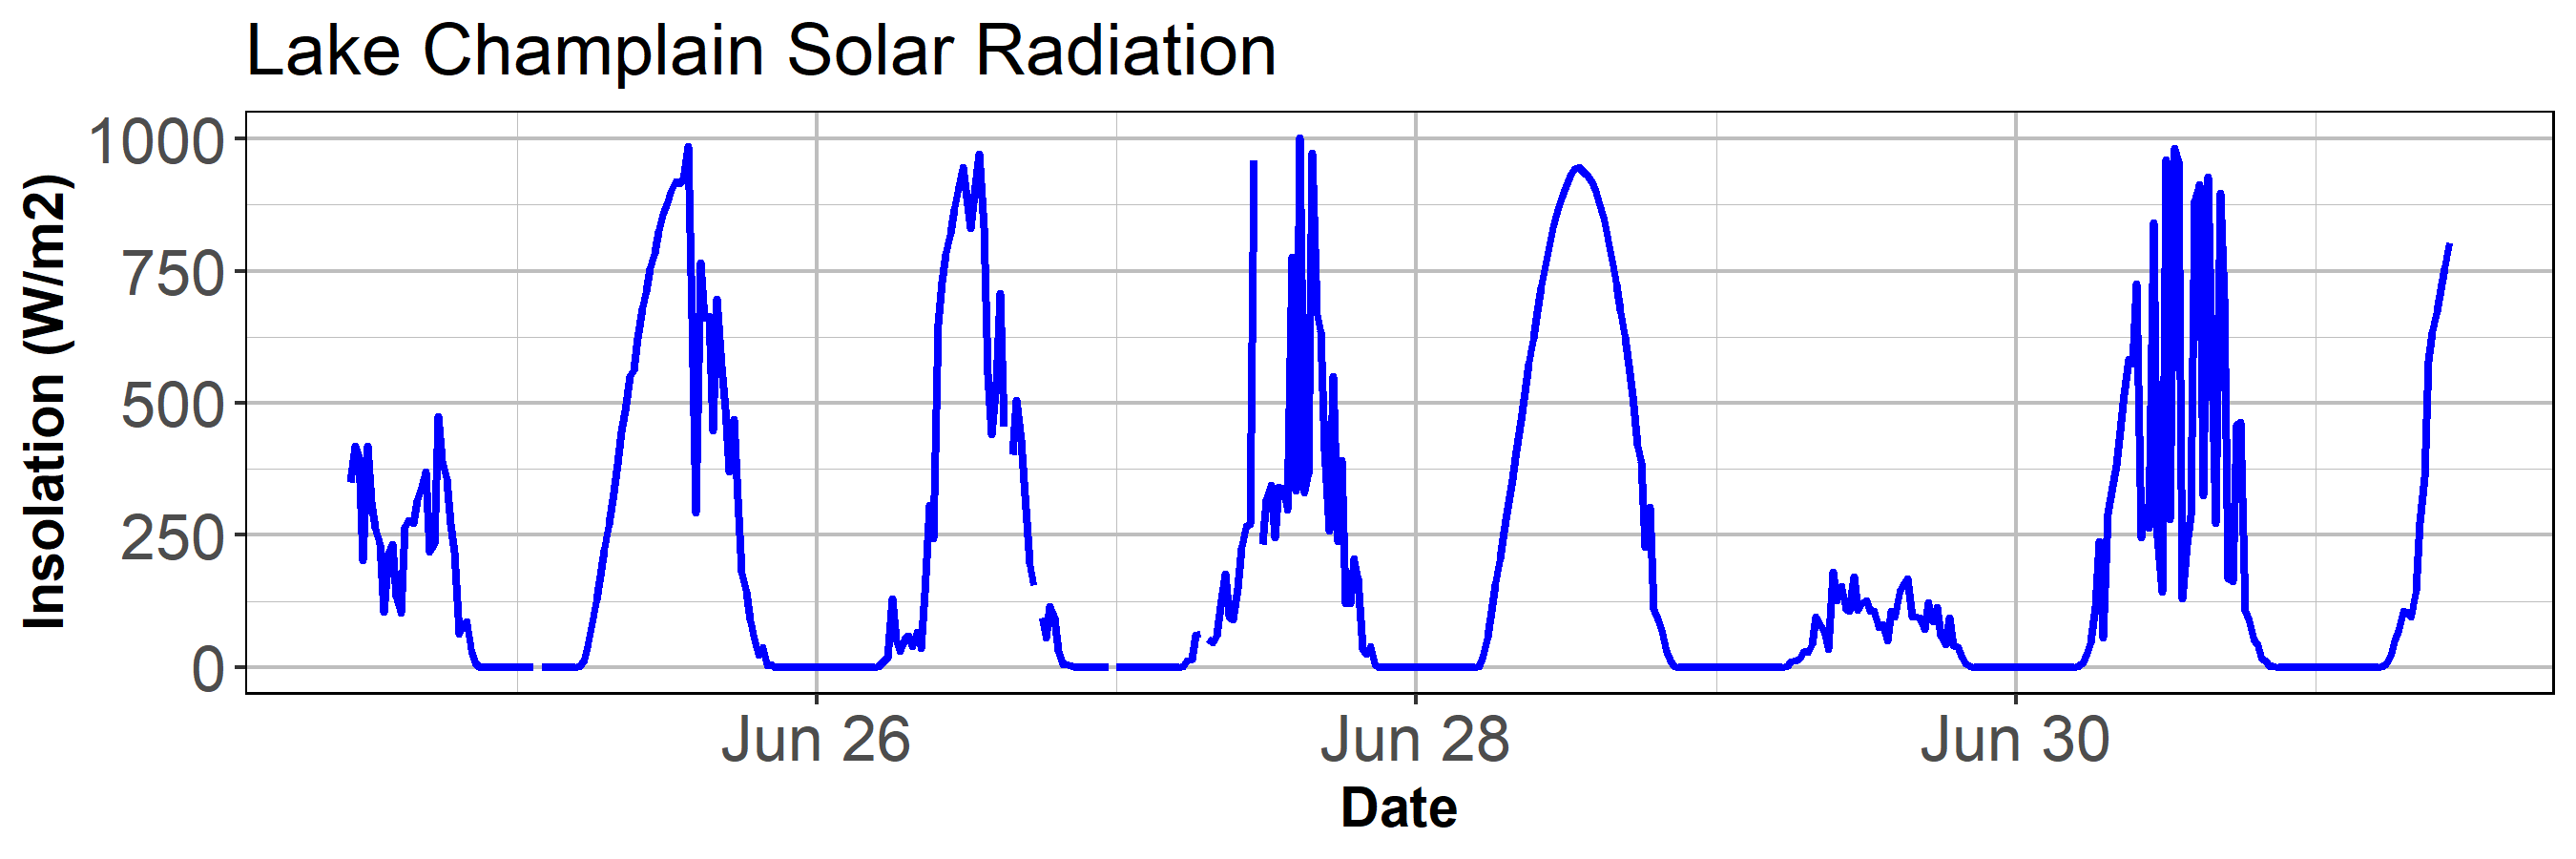 Lake Champlain Solar Radiation
Insolation (W/m2)
1000
750
500
250
0
Jun 26
Jun 28
Jun 30
Date